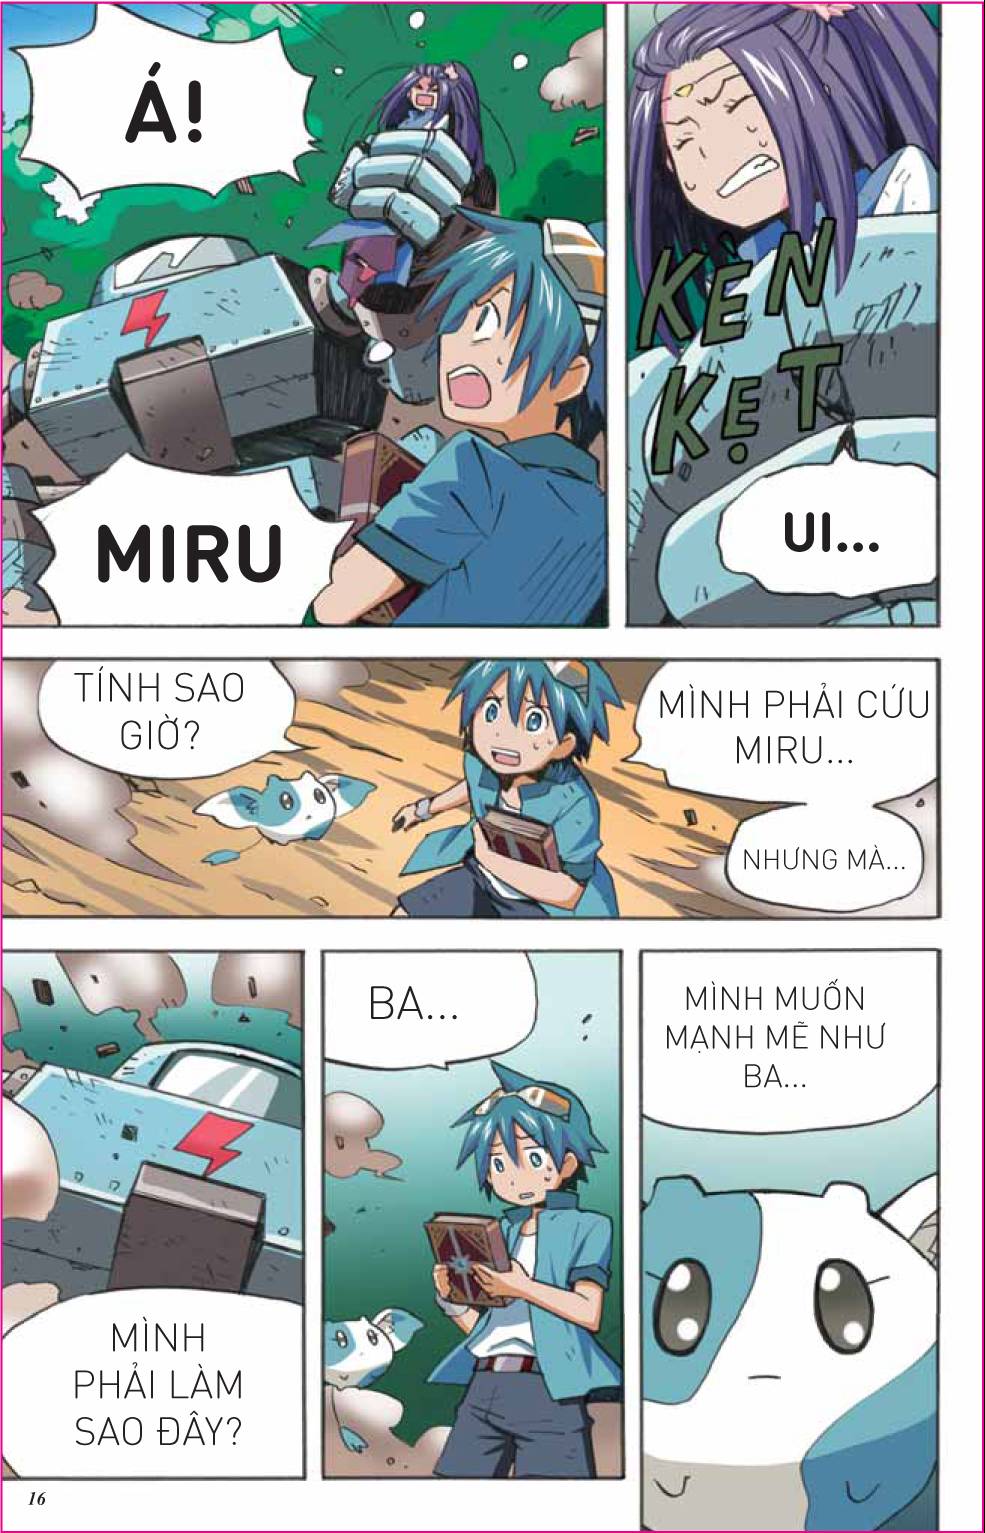 Á!
MIRU
KÈN
KẸT
UI...
TÍNH SAO
GIỜ?
MÌNH PHẢI CỨU
MIRU...
NHƯNG MÀ...
MÌNH
PHẢI LÀM
SAO ĐÂY?
BA...
MÌNH MUỐN
MẠNH MẼ NHƯ
BA...
16